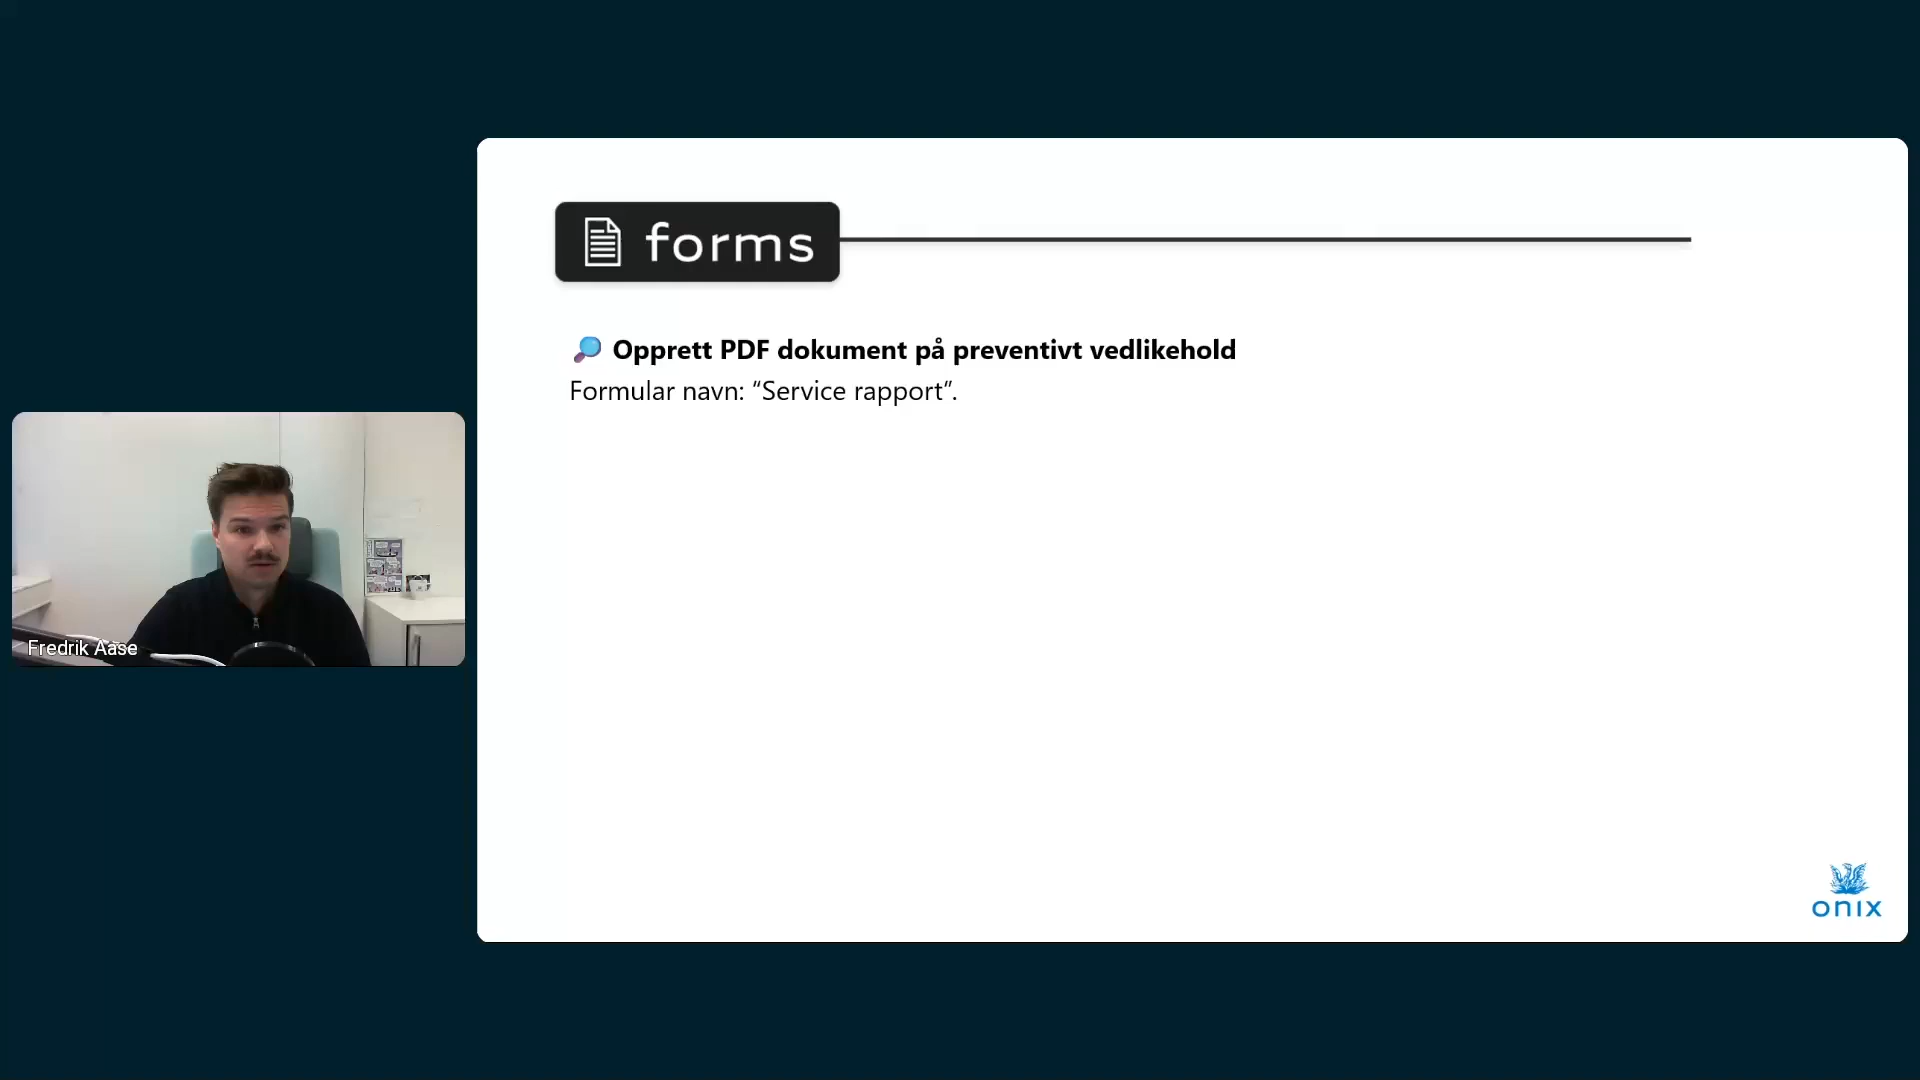 forms
Opprett PDF dokument på preventivt vedlikehold
Formular navn: “Service rapport”.
Fredrik Aase
onix